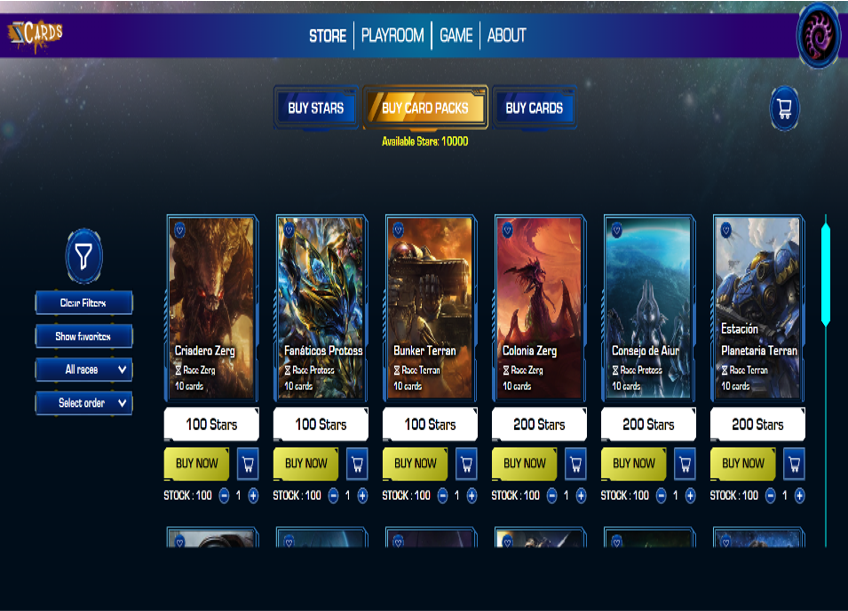 CARDS
STORE PLAYROOM GAME ABOUT
BUY STARS BUY CARD PACKS BUY CARDS
Available Stars: 10000
Clear Filters
Show favorites
All races
Select order
Criadero Zerg
Race Zerg
10 cards
100 Stars
BUY NOW
STOCK : 100 1
Fanáticos Protoss
Race Protoss
10 cards
100 Stars
BUY NOW
STOCK : 100 1
Bunker Terran
Race Terran
10 cards
100 Stars
BUY NOW
STOCK : 100 1
Colonia Zerg
Race Zerg
10 cards
200 Stars
BUY NOW
STOCK : 100 1
Consejo de Aiur
Race Protoss
10 cards
200 Stars
BUY NOW
STOCK : 100 1
Estación
Planetaria Terran
Race Terran
10 cards
200 Stars
BUY NOW
STOCK : 100 1